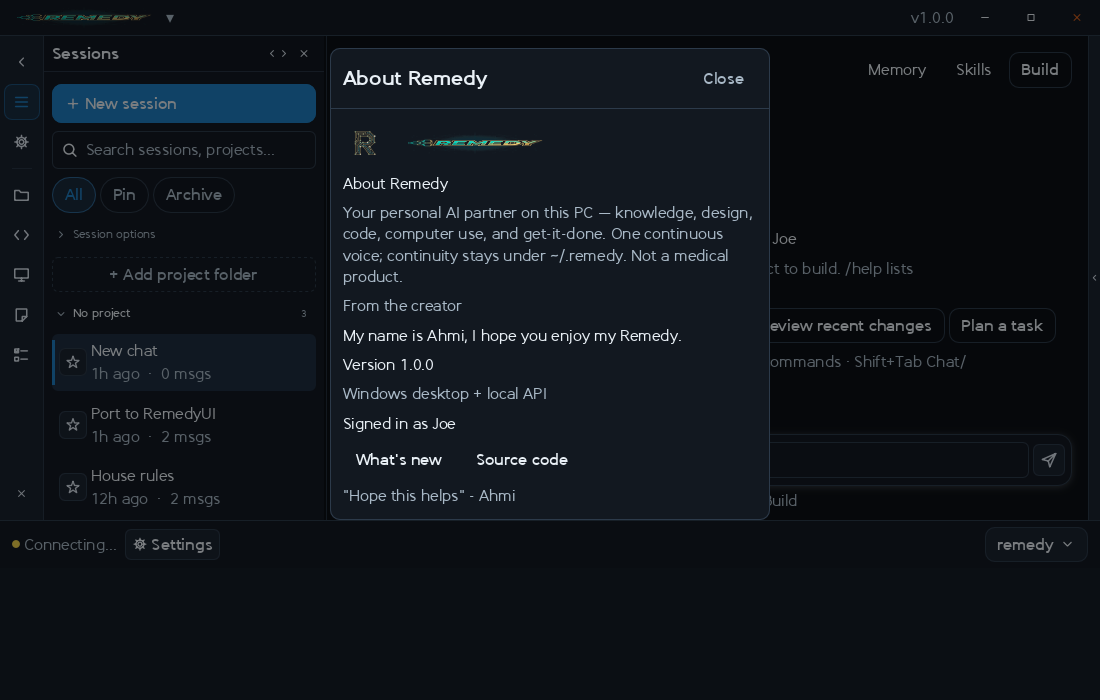 REMEDY
v1.0.0
Sessions
+ New session
Search sessions, projects...
All
Pin
Archive
Session options
+ Add project folder
No project
3
New chat
1h ago · 0 msgs
Port to RemedyUI
1h ago · 2 msgs
House rules
12h ago · 2 msgs
Memory
Skills
Build
Joe
ct to build. /help lists
eview recent changes
Plan a task
ommands · Shift+Tab Chat/
Build
About Remedy
Close
R
REMEDY
About Remedy
Your personal AI partner on this PC — knowledge, design,
code, computer use, and get-it-done. One continuous
voice; continuity stays under ~/.remedy. Not a medical
product.
From the creator
My name is Ahmi, I hope you enjoy my Remedy.
Version 1.0.0
Windows desktop + local API
Signed in as Joe
What's new
Source code
"Hope this helps" - Ahmi
Connecting...
Settings
remedy